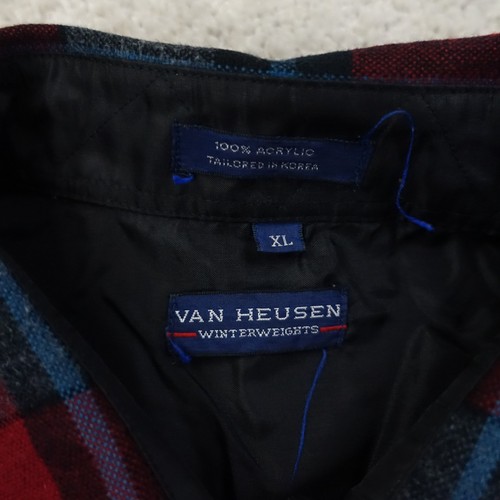 100% ACRYLIC
TAILORED IN KOREA
XL
VAN HEUSEN
WINTERWEIGHTS